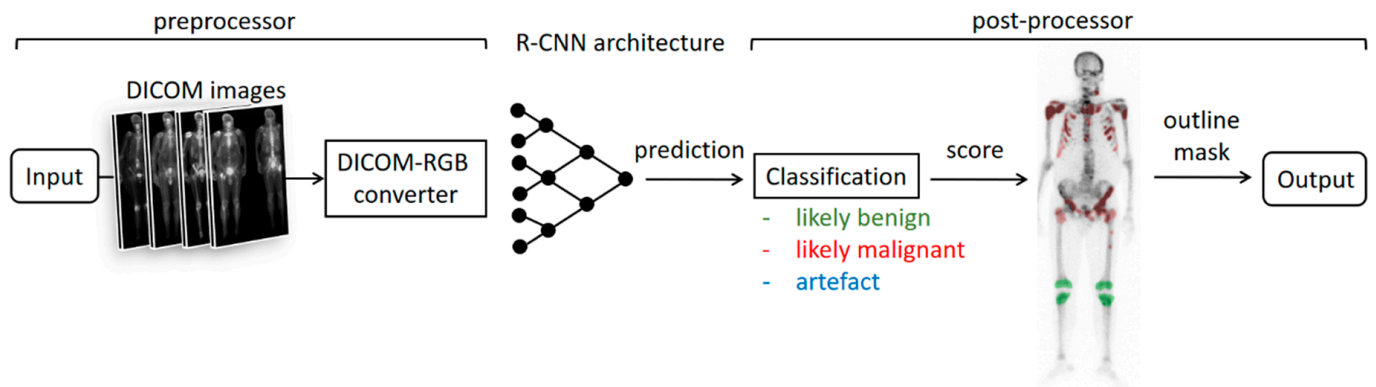 preprocessor
R-CNN architecture
post-processor
DICOM images
Input
DICOM-RGB
converter
prediction
Classification
- likely benign
- likely malignant
- artefact
score
outline
mask
Output